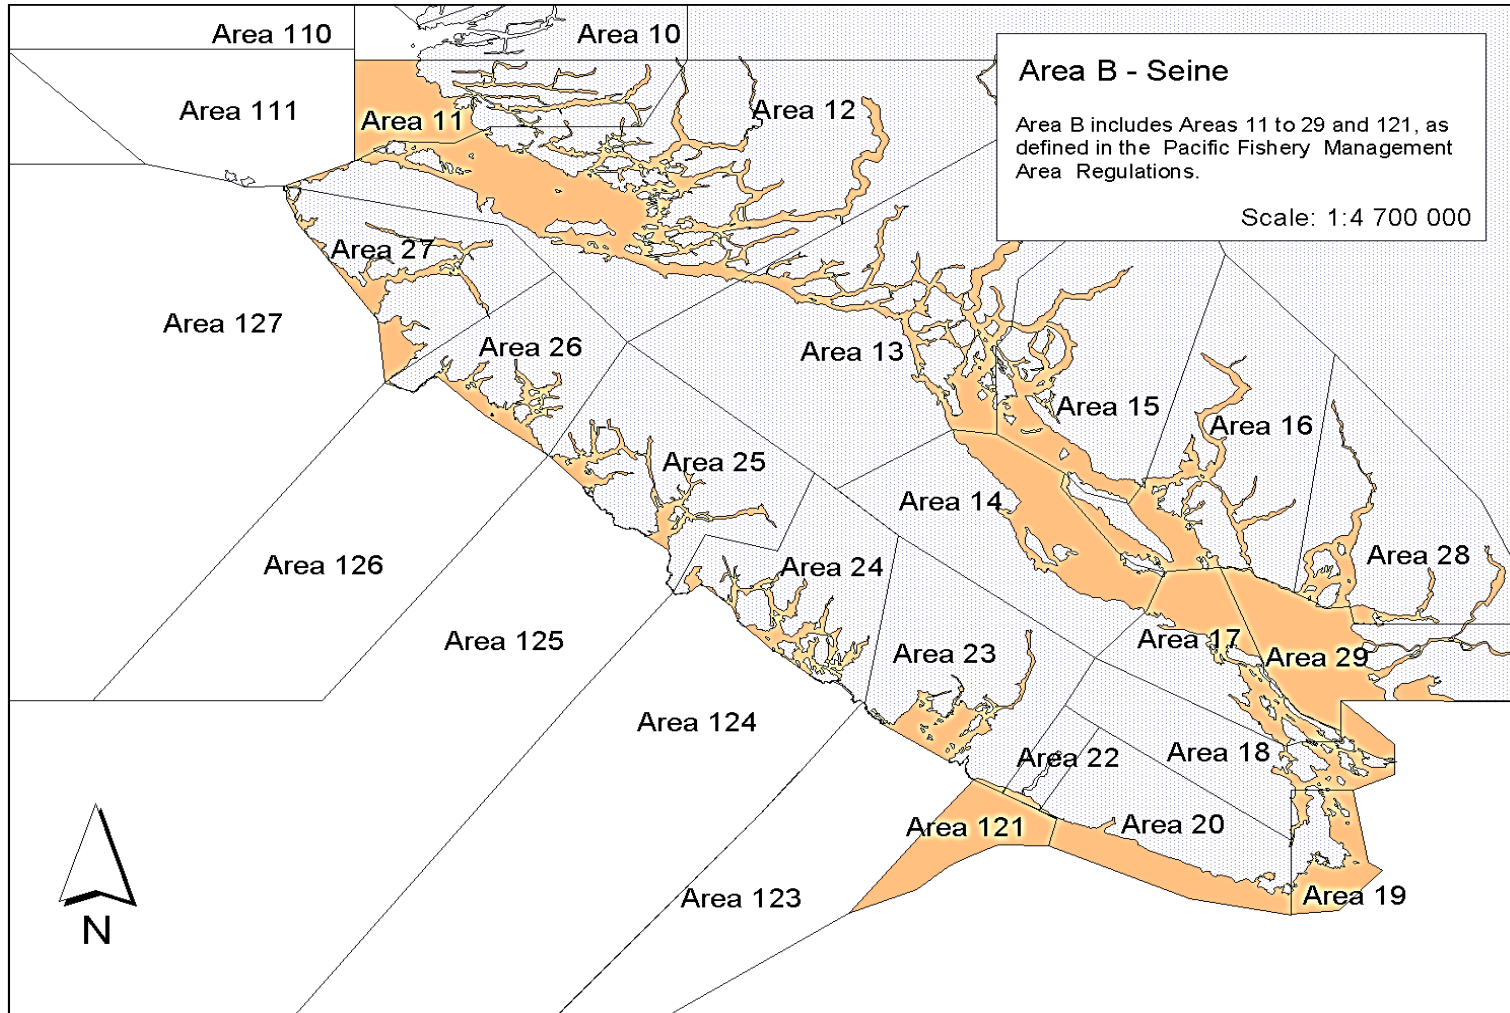 Area 110
Area 10
Area B - Seine
Area 111
Area 11
Area 12
Area B includes Areas 11 to 29 and 121, as
defined in the Pacific Fishery Management
Area Regulations.
Scale: 1:4 700 000
Area 27
Area 127
Area 26
Area 13
Area 15
Area 16
Area 25
Area 14
Area 28
Area 126
Area 24
Area 125
Area 17
Area 23
Area 29
Area 124
Area 22
Area 18
Area 121
Area 20
Area 123
Area 19
N